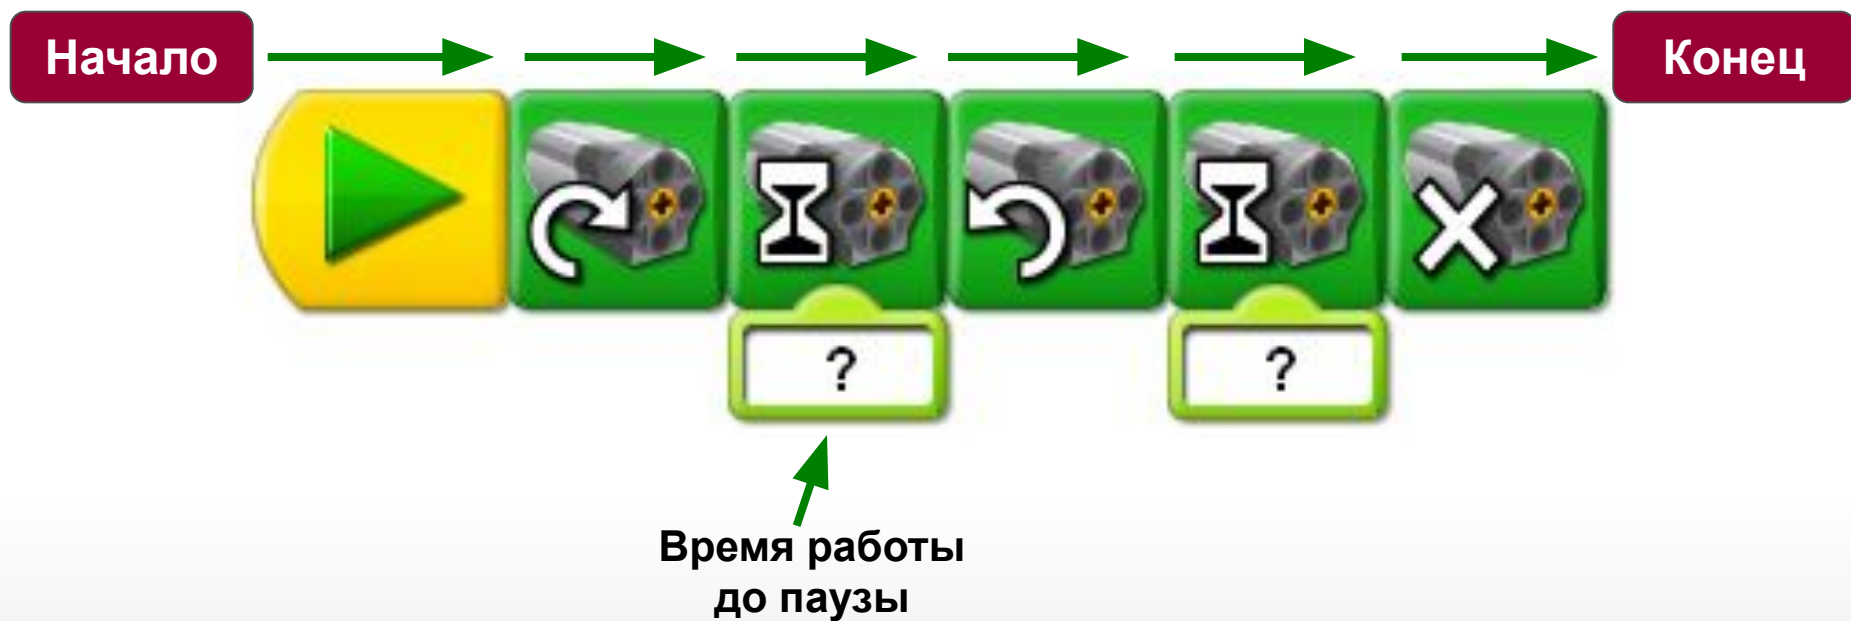 Начало
Конец
?
?
Время работы
до паузы